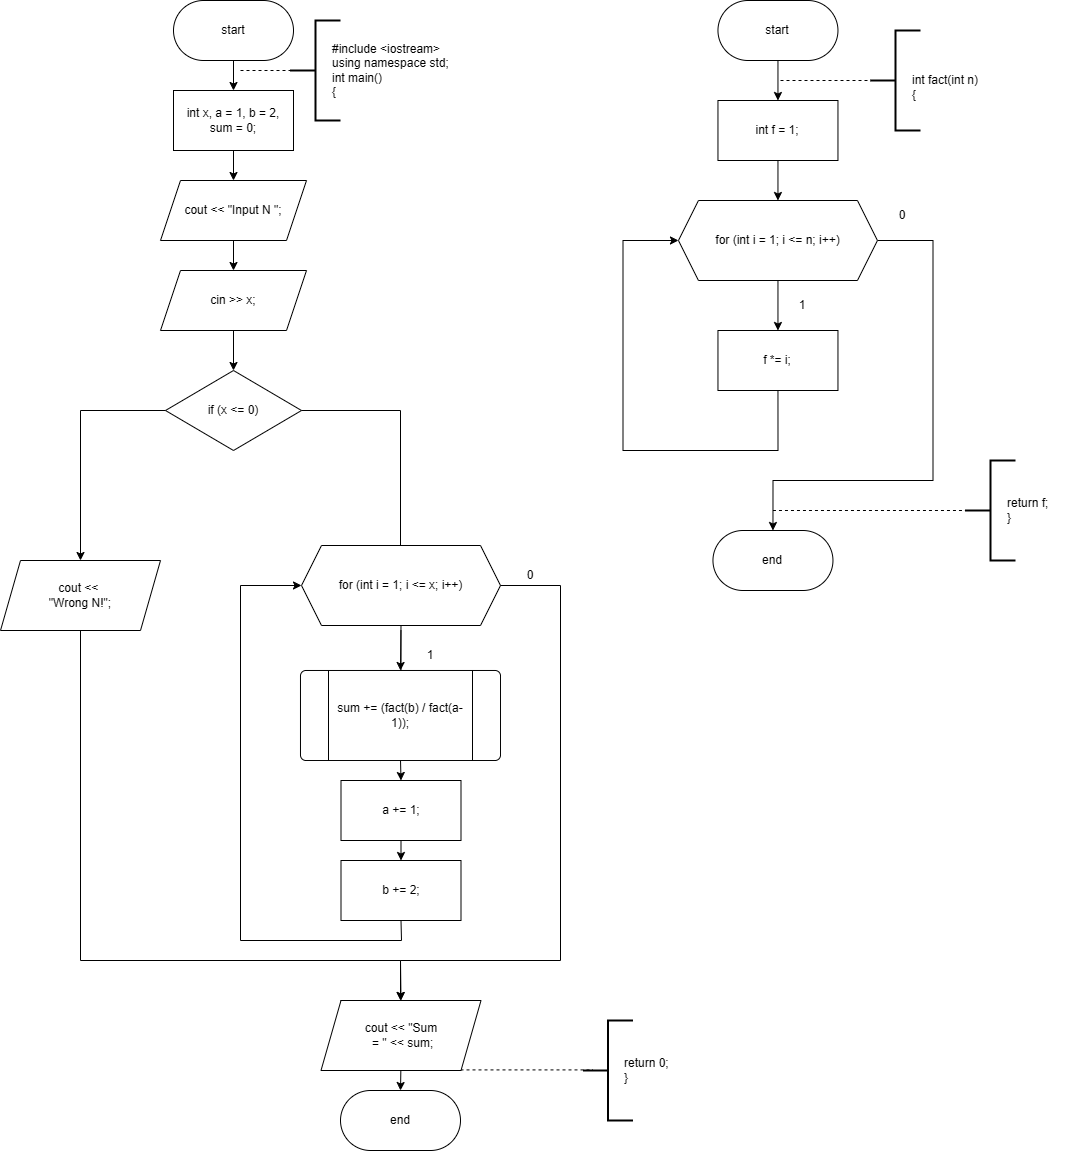 start
#include <iostream>
using namespace std;
int main()
{
int x, a = 1, b = 2,
sum = 0;
cout << "Input N ";
cin >> x;
if (x <= 0)
cout <<
"Wrong N!";
for (int i = 1; i <= x; i++)
0
1
sum += (fact(b) / fact(a-
1));
a += 1;
b += 2;
cout << "Sum
= " << sum;
return 0;
}
end
start
int fact(int n)
{
int f = 1;
for (int i = 1; i <= n; i++)
0
1
f *= i;
return f;
}
end